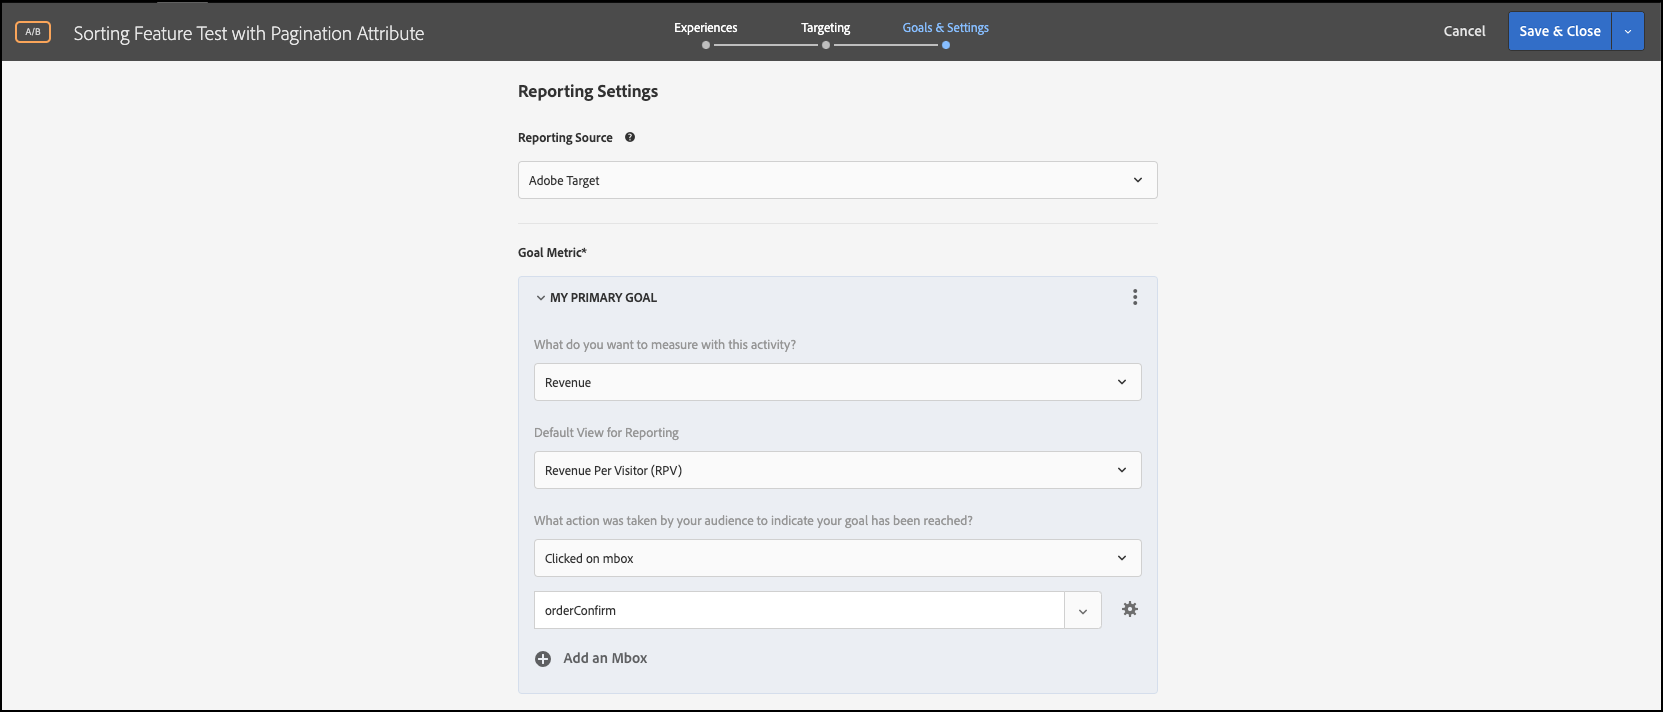 A/B
Sorting Feature Test with Pagination Attribute
Experiences
Targeting
Goals & Settings
Cancel
Save & Close
Reporting Settings
Reporting Source
Adobe Target
Goal Metric*
MY PRIMARY GOAL
What do you want to measure with this activity?
Revenue
Default View for Reporting
Revenue Per Visitor (RPV)
What action was taken by your audience to indicate your goal has been reached?
Clicked on mbox
orderConfirm
Add an Mbox